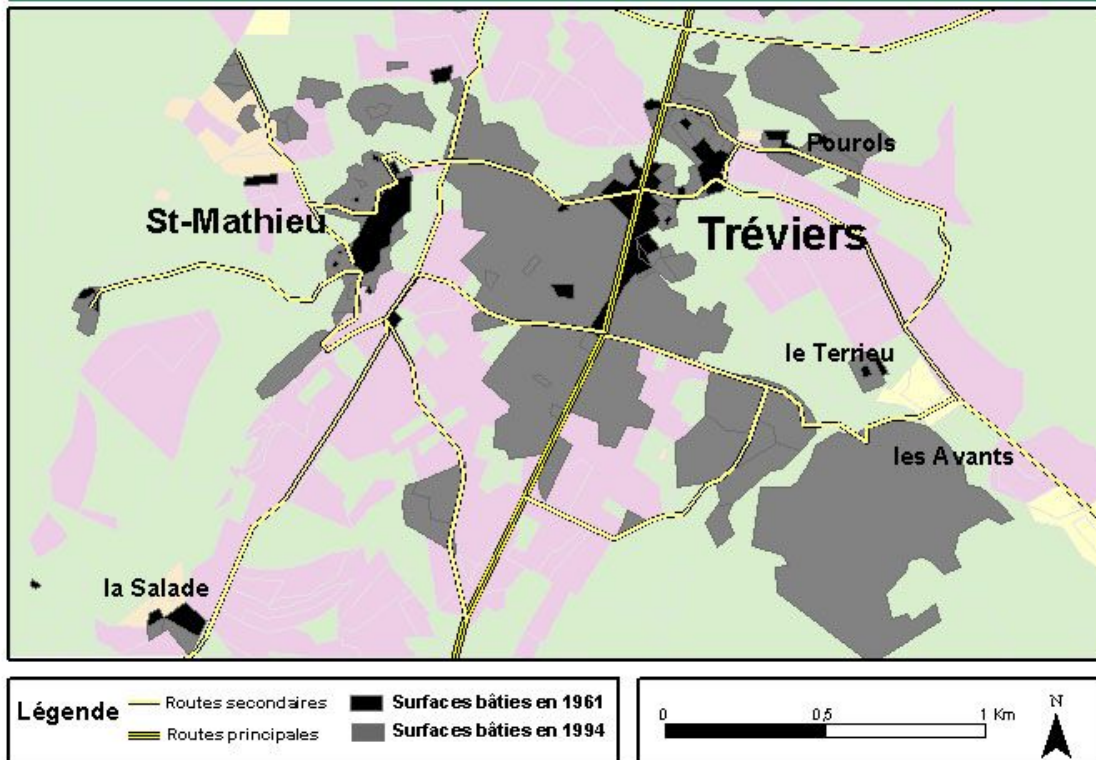 Pourols
St-Mathieu
Tréviers
le Terrieu
les Avants
la Salade
Légende
Routes secondaires
Surfaces bâties en 1961
Routes principales
Surfaces bâties en 1994
0 0,5 1 Km
N